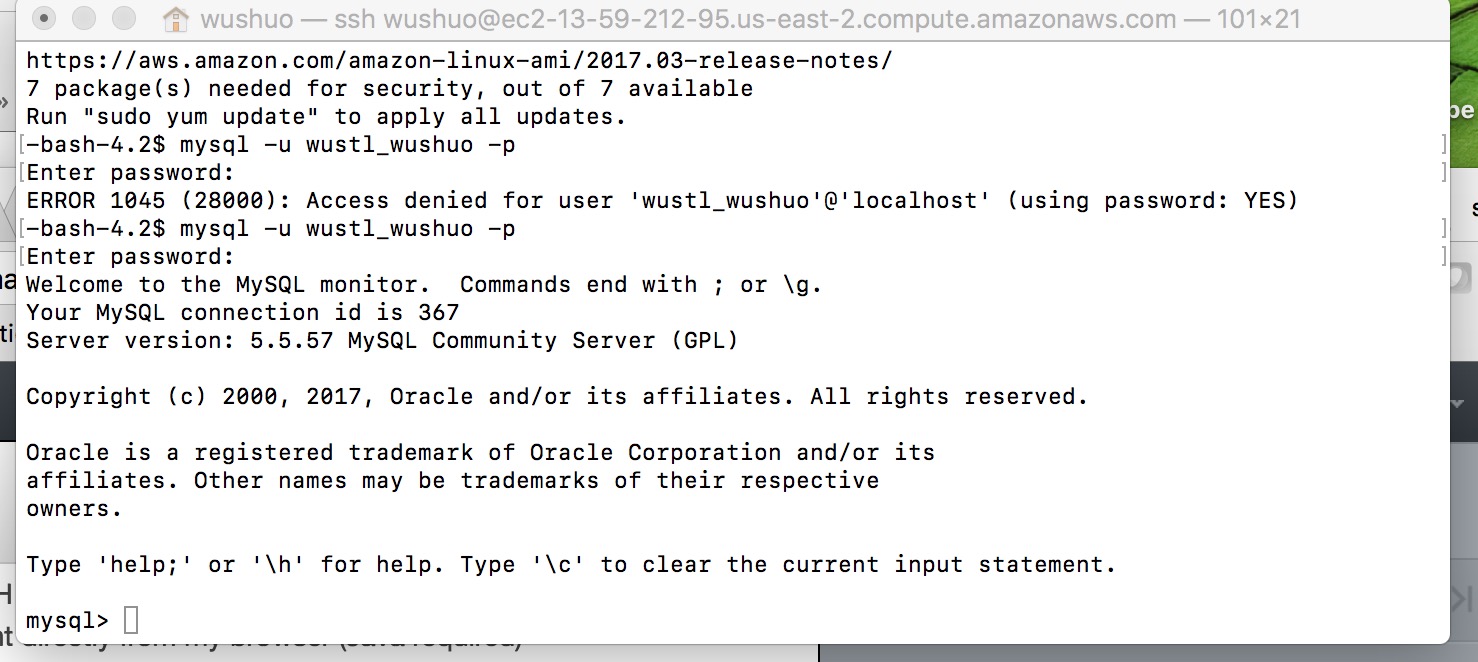 wushuo — ssh wushuo@ec2-13-59-212-95.us-east-2.compute.amazonaws.com — 101×21
https://aws.amazon.com/amazon-linux-ami/2017.03-release-notes/
7 package(s) needed for security, out of 7 available
Run "sudo yum update" to apply all updates.
[-bash-4.2$ mysql -u wustl_wushuo -p ]
[Enter password: ]
ERROR 1045 (28000): Access denied for user 'wustl_wushuo'@'localhost' (using password: YES)
[-bash-4.2$ mysql -u wustl_wushuo -p ]
[Enter password: ]
Welcome to the MySQL monitor.  Commands end with ; or \g.
Your MySQL connection id is 367
Server version: 5.5.57 MySQL Community Server (GPL)
Copyright (c) 2000, 2017, Oracle and/or its affiliates. All rights reserved.
Oracle is a registered trademark of Oracle Corporation and/or its
affiliates. Other names may be trademarks of their respective
owners.
Type 'help;' or '\h' for help. Type '\c' to clear the current input statement.
mysql>